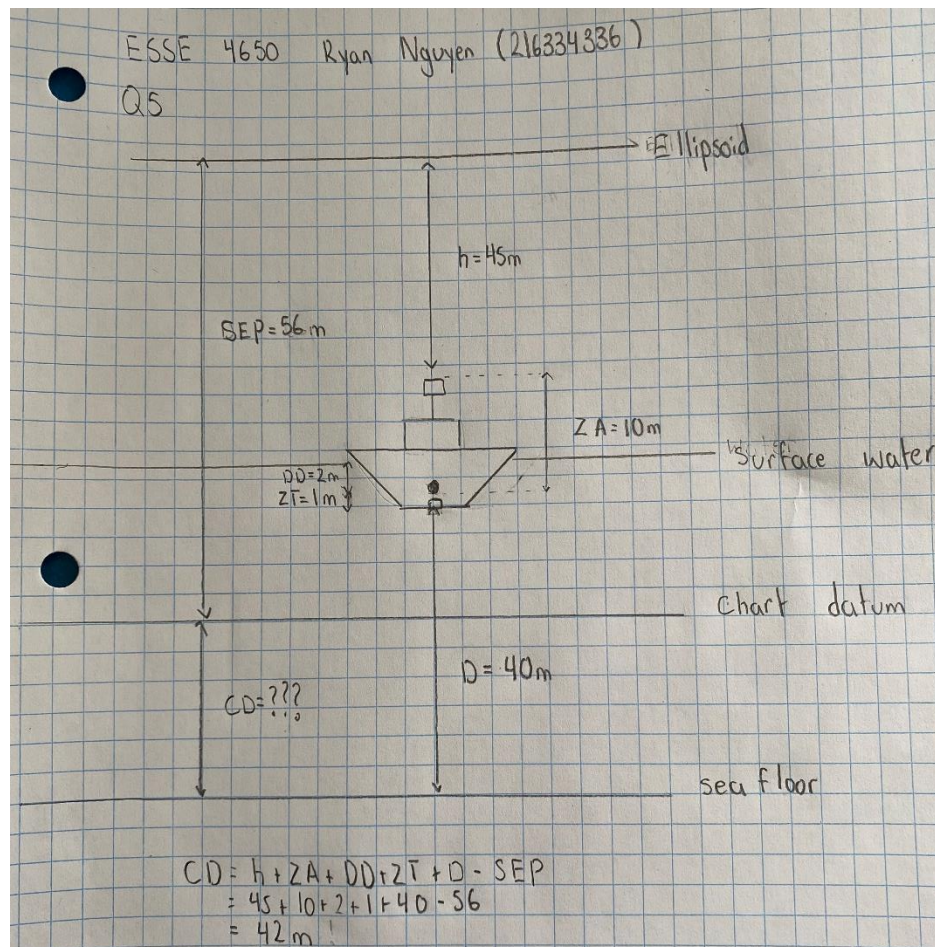 ESSE 4650 Ryan Nguyen (216334336)
Q5
Ellipsoid
h=45m
SEP=56m
ZA=10m
Surface water
DD=2m
ZT=1m
Chart datum
D=40m
CD=???
sea floor
CD= h+ZA+DD+ZT+D-SEP
= 45+10+2+1+40-56
= 42m